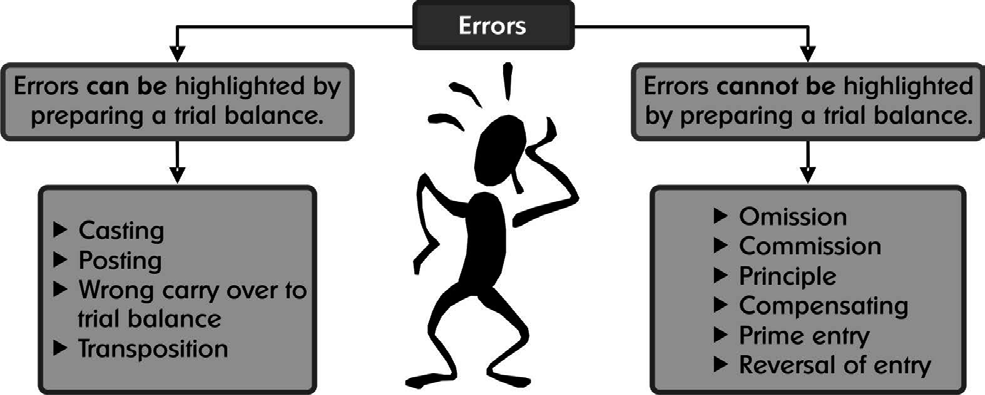 Errors
Errors can be highlighted by
preparing a trial balance.
Errors cannot be highlighted
by preparing a trial balance.
▶ Casting
▶ Posting
▶ Wrong carry over to
trial balance
▶ Transposition
▶ Omission
▶ Commission
▶ Principle
▶ Compensating
▶ Prime entry
▶ Reversal of entry